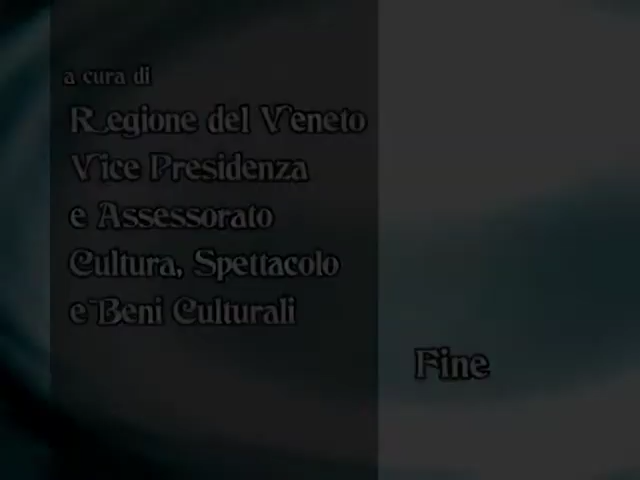 a cura di
Regione del Veneto
Vice Presidenza
e Assessorato
Cultura, Spettacolo
e Beni Culturali
Fine